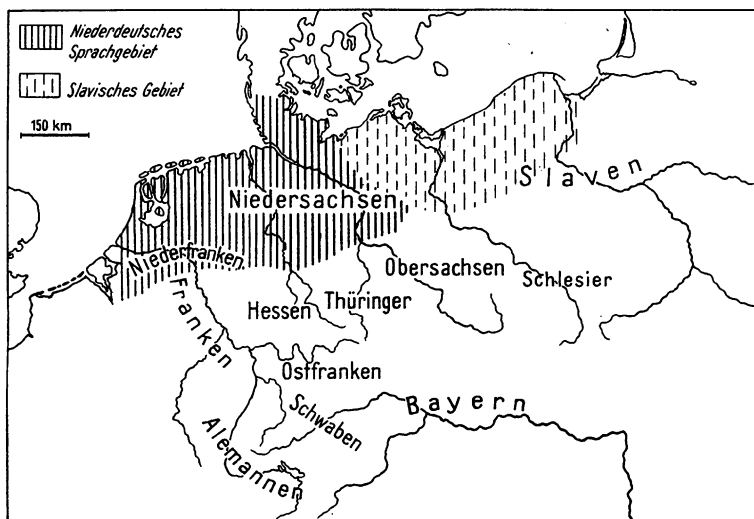 Niederdeutsches
Sprachgebiet
Slavisches Gebiet
150 km
Slaven
Niedersachsen
Niederfranken
Obersachsen
Schlesier
Franken
Hessen
Thüringer
Ostfranken
Bayern
Schwaben
Alemannen